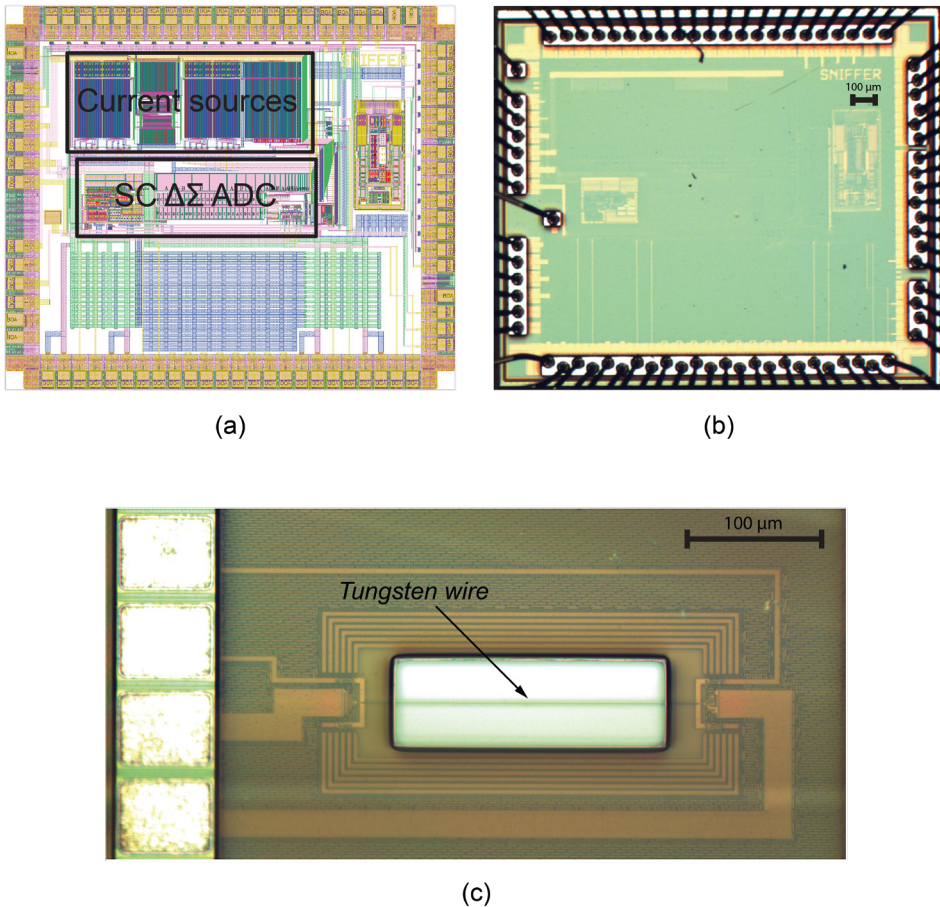 Current sources
SNIFFER
SC ΔΣ ADC
SNIFFER
100 µm
(a)
(b)
100 µm
Tungsten wire
(c)